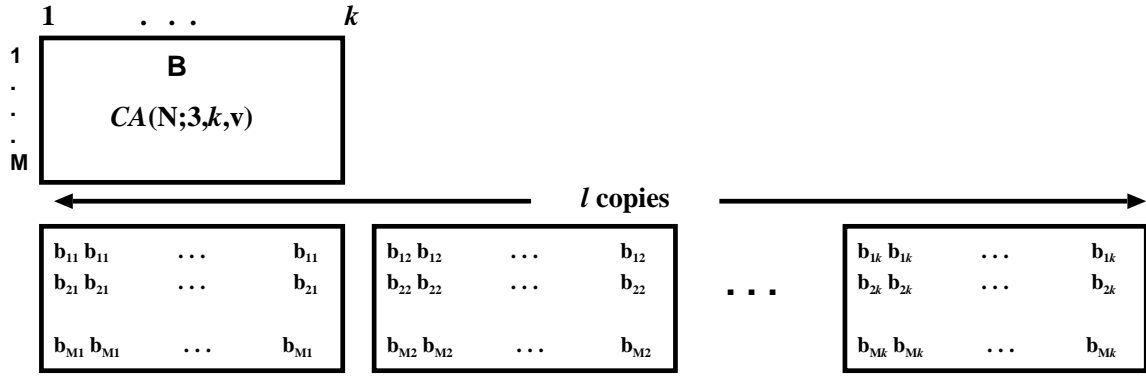 1 . . . k
1
.
.
.
M
B
CA(N;3,k,v)
l copies
b11 b11 . . . b11 b12 b12 . . . b12 b1k b1k . . . b1k
b21 b21 . . . b21 b22 b22 . . . b22 . . . b2k b2k . . . b2k
bM1 bM1 . . . bM1 bM2 bM2 . . . bM2 bMk bMk . . . bMk